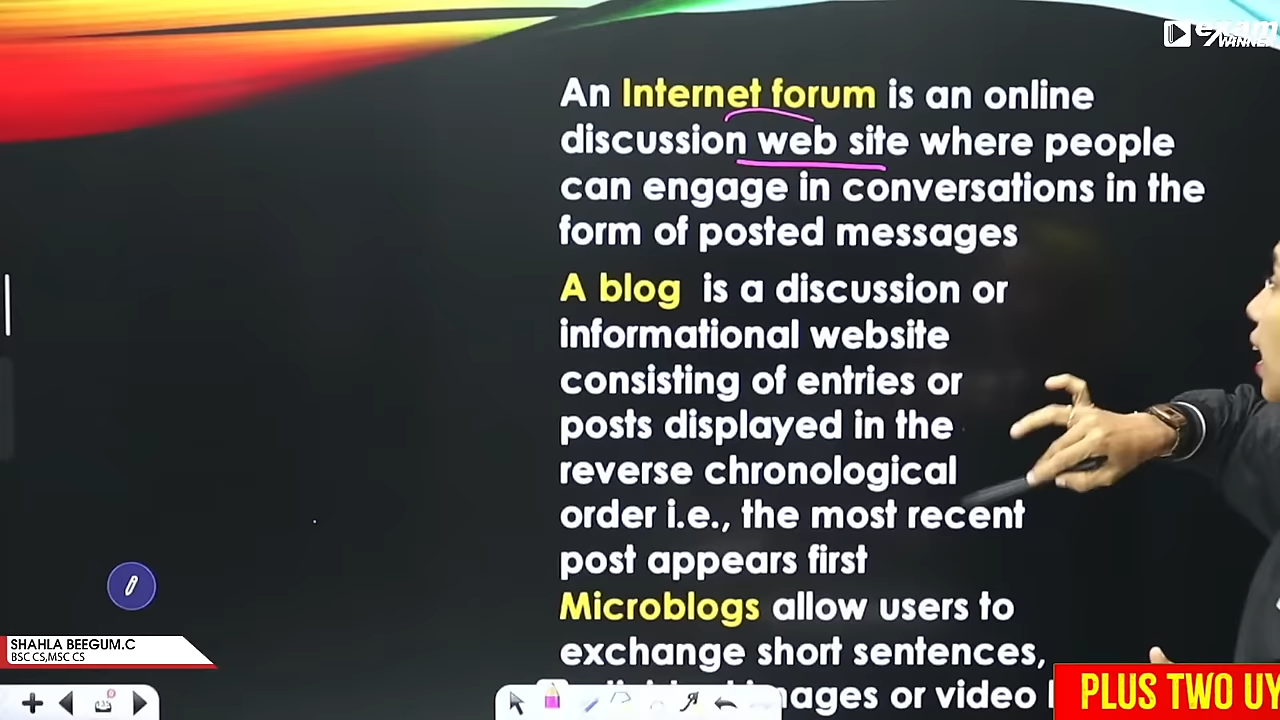 exam
WINNER
An Internet forum is an online
discussion web site where people
can engage in conversations in the
form of posted messages
A blog is a discussion or
informational website
consisting of entries or
posts displayed in the
reverse chronological
order i.e., the most recent
post appears first
Microblogs allow users to
exchange short sentences,
images or video
SHAHLA BEEGUM.C
BSC CS,MSC CS
PLUS TWO UY